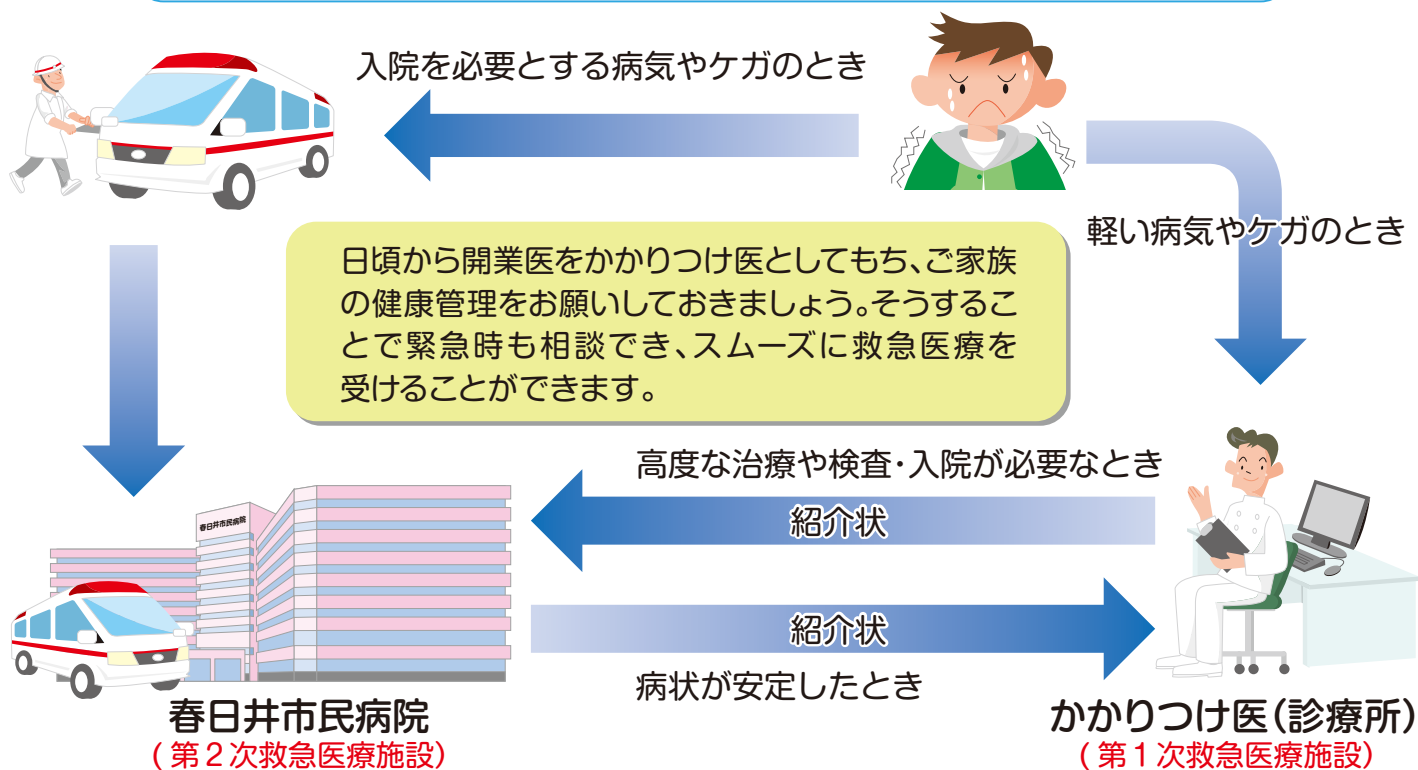 入院を必要とする病気やケガのとき
軽い病気やケガのとき
日頃から開業医をかかりつけ医としてもち、ご家族
の健康管理をお願いしておきましょう。そうするこ
とで緊急時も相談でき、スムーズに救急医療を
受けることができます。
高度な治療や検査・入院が必要なとき
紹介状
春日井市民病院
紹介状
病状が安定したとき
春日井市民病院
(第2次救急医療施設)
かかりつけ医(診療所)
(第1次救急医療施設)